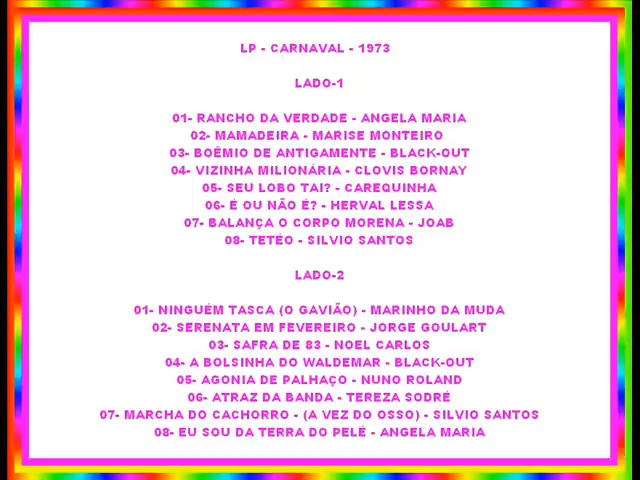 LP - CARNAVAL - 1973
LADO-1
01- RANCHO DA VERDADE - ANGELA MARIA
02- MAMADEIRA - MARISE MONTEIRO
03- BOÊMIO DE ANTIGAMENTE - BLACK-OUT
04- VIZINHA MILIONÁRIA - CLOVIS BORNAY
05- SEU LOBO TAI? - CAREQUINHA
06- É OU NÃO É? - HERVAL LESSA
07- BALANÇA O CORPO MORENA - JOAB
08- TETÉO - SILVIO SANTOS
LADO-2
01- NINGUÉM TASCA (O GAVIÃO) - MARINHO DA MUDA
02- SERENATA EM FEVEREIRO - JORGE GOULART
03- SAFRA DE 83 - NOEL CARLOS
04- A BOLSINHA DO WALDEMAR - BLACK-OUT
05- AGONIA DE PALHAÇO - NUNO ROLAND
06- ATRAZ DA BANDA - TEREZA SODRÉ
07- MARCHA DO CACHORRO - (A VEZ DO OSSO) - SILVIO SANTOS
08- EU SOU DA TERRA DO PELÉ - ANGELA MARIA